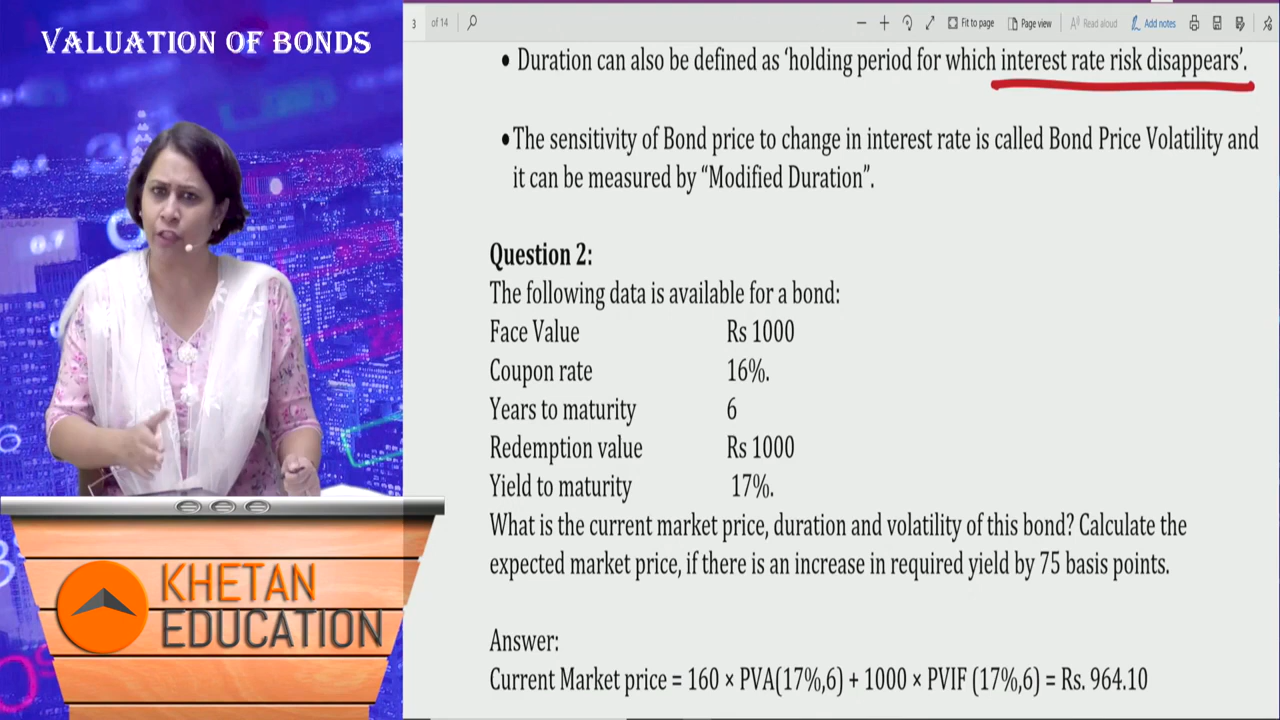 VALUATION OF BONDS
3 of 14
Fit to page
Page view
Read aloud
Add notes
• Duration can also be defined as ‘holding period for which interest rate risk disappears’.
• The sensitivity of Bond price to change in interest rate is called Bond Price Volatility and
it can be measured by “Modified Duration”.
Question 2:
The following data is available for a bond:
Face Value Rs 1000
Coupon rate 16%.
Years to maturity 6
Redemption value Rs 1000
Yield to maturity 17%.
What is the current market price, duration and volatility of this bond? Calculate the
expected market price, if there is an increase in required yield by 75 basis points.
Answer:
Current Market price = 160 × PVA(17%,6) + 1000 × PVIF (17%,6) = Rs. 964.10
KHETAN
EDUCATION